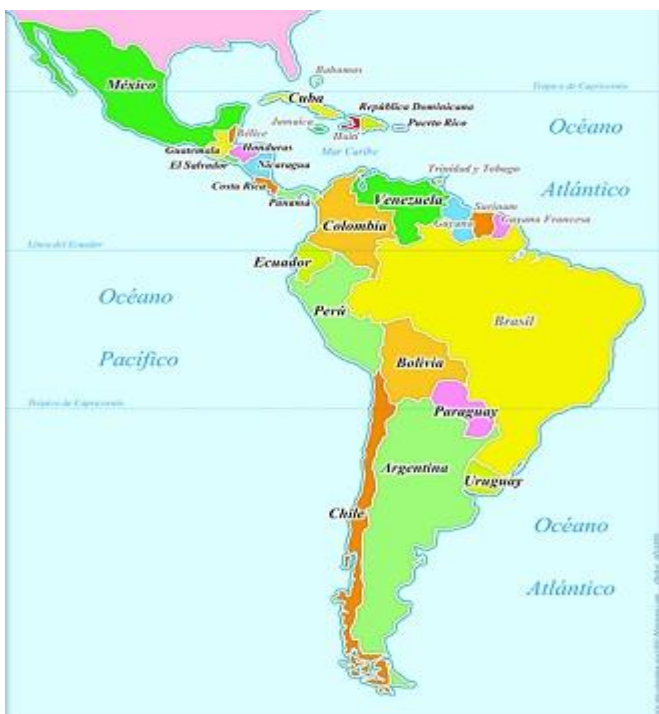 México
Bahamas
Cuba
Trópico de Capricornio
República Dominicana
Puerto Rico
Jamaica
Haití
Océano
Atlántico
Mar Caribe
Bélice
Guatemala
Honduras
El Salvador
Nicaragua
Costa Rica
Panamá
Trinidad y Tobago
Venezuela
Surinam
Guyana
Guyana Francesa
Colombia
Línea del Ecuador
Ecuador
Océano
Pacífico
Perú
Brasil
Bolivia
Trópico de Capricornio
Paraguay
Argentina
Uruguay
Chile
Océano
Atlántico